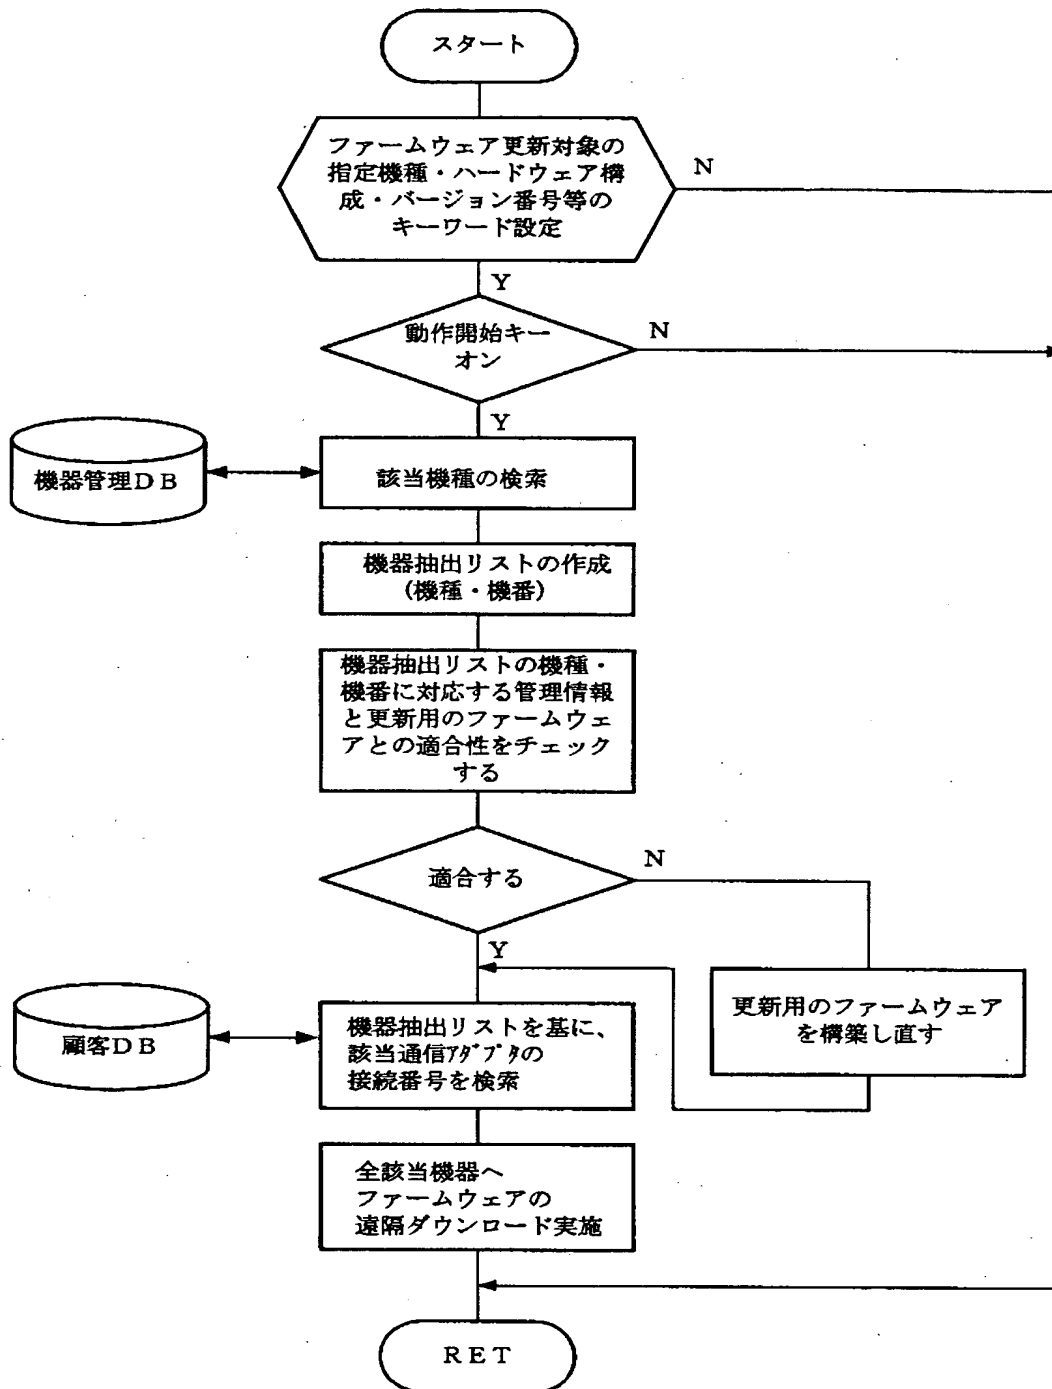 スタート
ファームウェア更新対象の
指定機種・ハードウェア構
成・バージョン番号等の
キーワード設定
N
Y
動作開始キー
オン
N
Y
機器管理DB
該当機種の検索
機器抽出リストの作成
(機種・機番)
機器抽出リストの機種・
機番に対応する管理情報
と更新用のファームウェ
アとの適合性をチェック
する
適合する
N
Y
更新用のファームウェア
を構築し直す
顧客DB
機器抽出リストを基に、
該当通信ｱﾀﾞﾌﾟﾀの
接続番号を検索
全該当機器へ
ファームウェアの
遠隔ダウンロード実施
RET